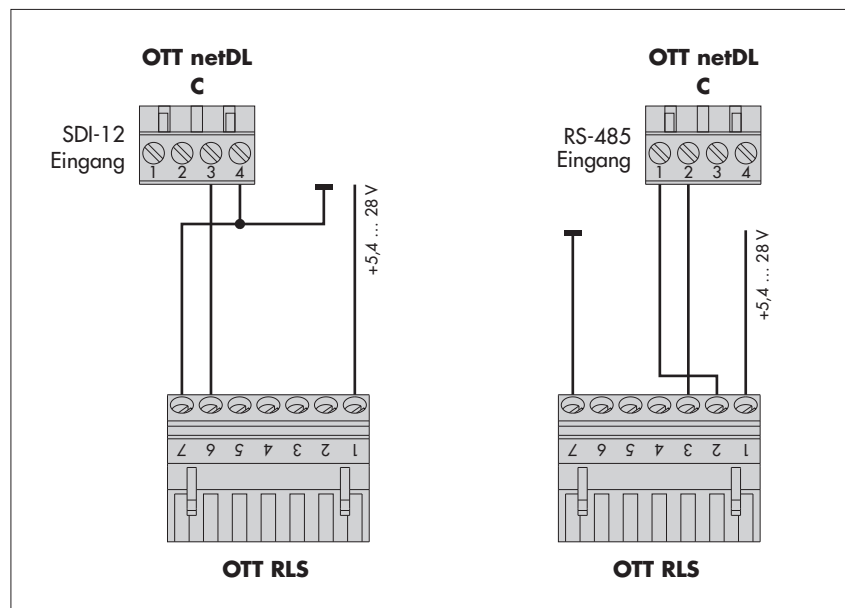 OTT netDL
C
SDI-12
Eingang
1 2 3 4
+5,4 ... 28 V
7 6 5 4 3 2 1
OTT RLS
OTT netDL
C
RS-485
Eingang
1 2 3 4
+5,4 ... 28 V
7 6 5 4 3 2 1
OTT RLS